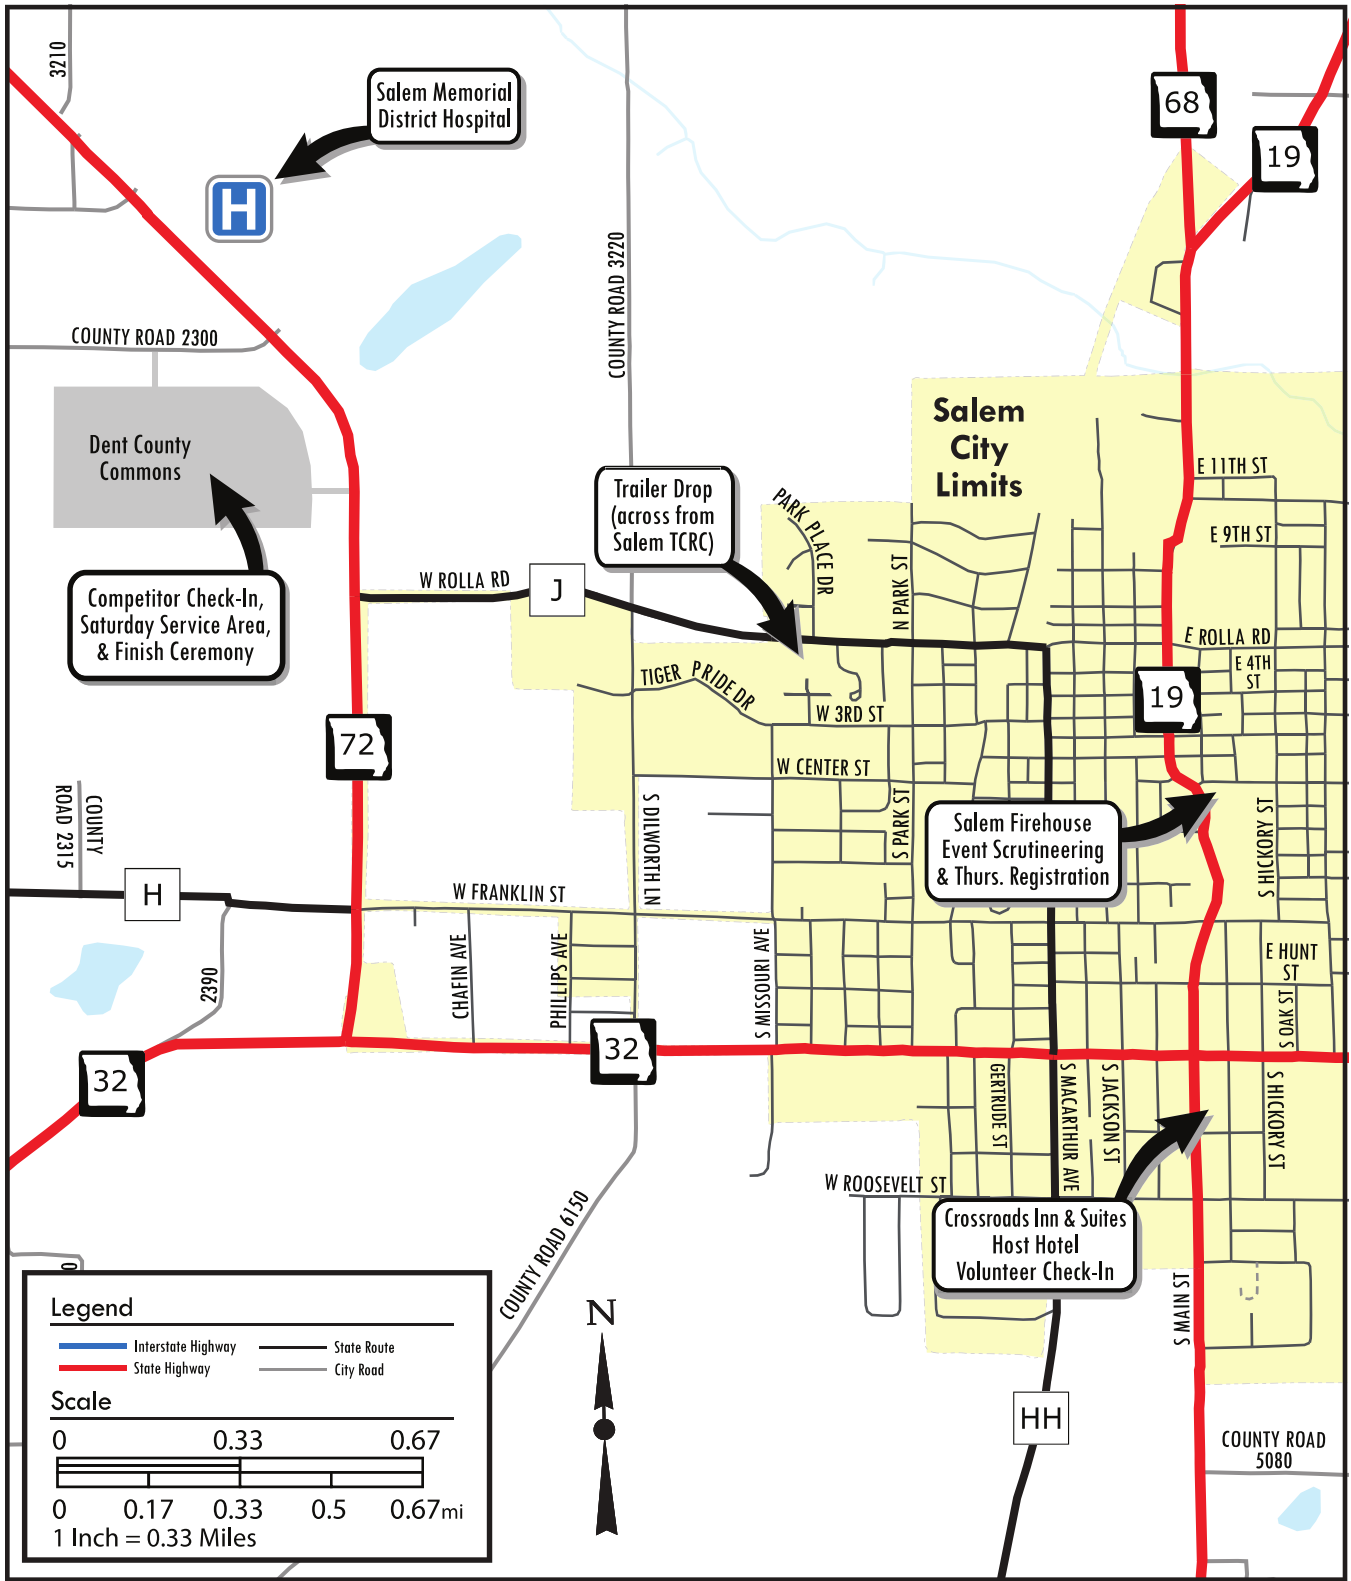 3210
Salem Memorial
District Hospital
H
68
19
COUNTY ROAD 3220
COUNTY ROAD 2300
Dent County
Commons
Salem
City
Limits
Trailer Drop
(across from
Salem TCRC)
PARK PLACE DR
N PARK ST
E 11TH ST
E 9TH ST
W ROLLA RD
J
Competitor Check-In,
Saturday Service Area,
& Finish Ceremony
E ROLLA RD
E 4TH
ST
TIGER PRIDE DR
W 3RD ST
19
72
W CENTER ST
COUNTY
ROAD 2315
S DILWORTH LN
S PARK ST
Salem Firehouse
Event Scrutineering
& Thurs. Registration
S HICKORY ST
H
W FRANKLIN ST
2390
CHAFIN AVE
PHILLIPS AVE
S MISSOURI AVE
E HUNT
ST
S OAK ST
32
32
GERTRUDE ST
S MACARTHUR AVE
S JACKSON ST
S HICKORY ST
W ROOSEVELT ST
Crossroads Inn & Suites
Host Hotel
Volunteer Check-In
COUNTY ROAD 6150
S MAIN ST
0
Legend
Interstate Highway
State Route
State Highway
City Road
Scale
0 0.33 0.67
0 0.17 0.33 0.5 0.67mi
1 Inch = 0.33 Miles
N
HH
COUNTY ROAD
5080